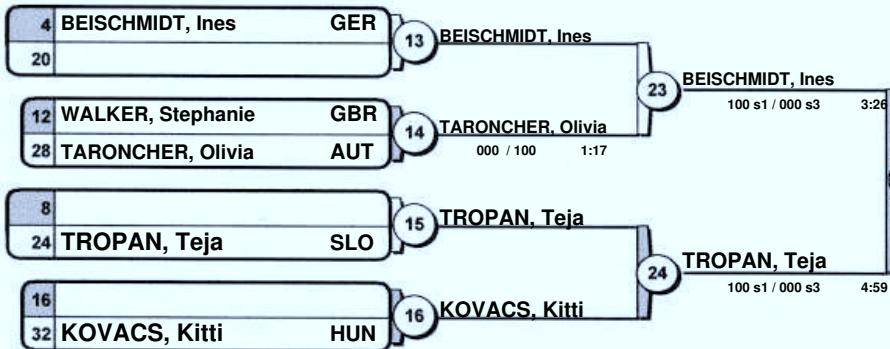 4 BEISCHMIDT, Ines GER
20
13 BEISCHMIDT, Ines
12 WALKER, Stephanie GBR
28 TARONCHER, Olivia AUT
14 TARONCHER, Olivia
000 / 100 1:17
23 BEISCHMIDT, Ines
100 s1 / 000 s3 3:26
8
24 TROPAN, Teja SLO
15 TROPAN, Teja
16
32 KOVACS, Kitti HUN
16 KOVACS, Kitti
24 TROPAN, Teja
100 s1 / 000 s3 4:59